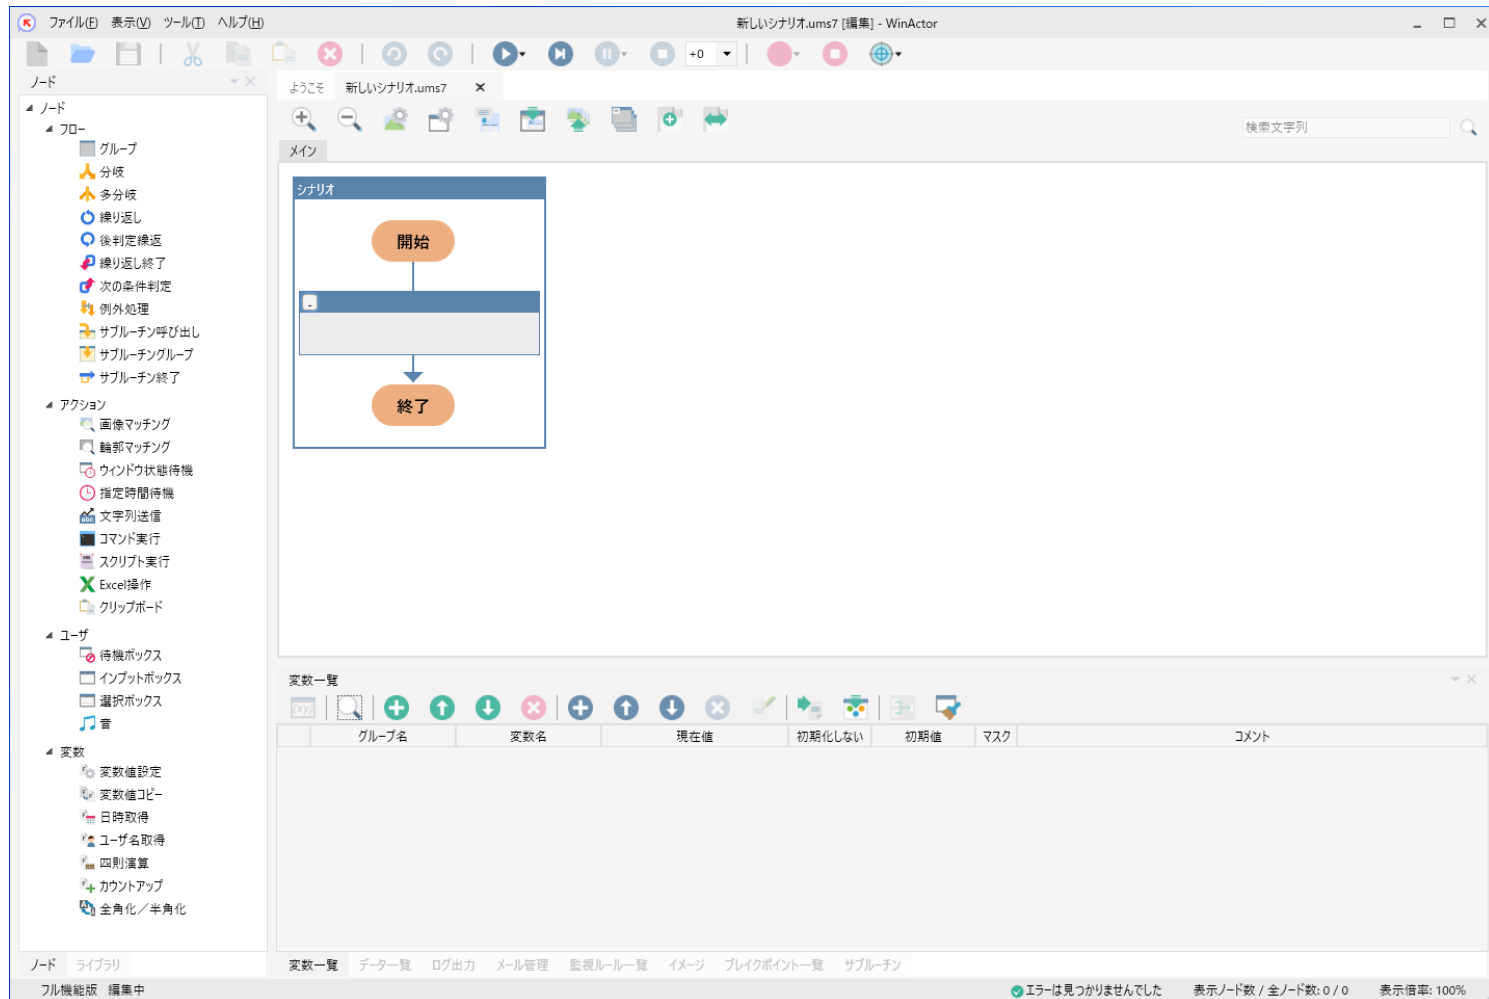 ファイル(F) 表示(V) ツール(T) ヘルプ(H)
新しいシナリオ.ums7 [編集] - WinActor
+0
ノード
ようこそ 新しいシナリオ.ums7
ノード
フロー
グループ
分岐
多分岐
繰り返し
後判定繰返
繰り返し終了
次の条件判定
例外処理
サブルーチン呼び出し
サブルーチングループ
サブルーチン終了
アクション
画像マッチング
輪郭マッチング
ウィンドウ状態待機
指定時間待機
文字列送信
コマンド実行
スクリプト実行
Excel操作
クリップボード
ユーザ
待機ボックス
インプットボックス
選択ボックス
音
変数
変数値設定
変数値コピー
日時取得
ユーザ名取得
四則演算
カウントアップ
全角化/半角化
ノード ライブラリ
検索文字列
メイン
シナリオ
開始
終了
変数一覧
グループ名 変数名 現在値 初期化しない 初期値 マスク コメント
変数一覧 データ一覧 ログ出力 メール管理 監視ルール一覧 イメージ ブレイクポイント一覧 サブルーチン
フル機能版 編集中
エラーは見つかりませんでした 表示ノード数 / 全ノード数: 0 / 0 表示倍率: 100%